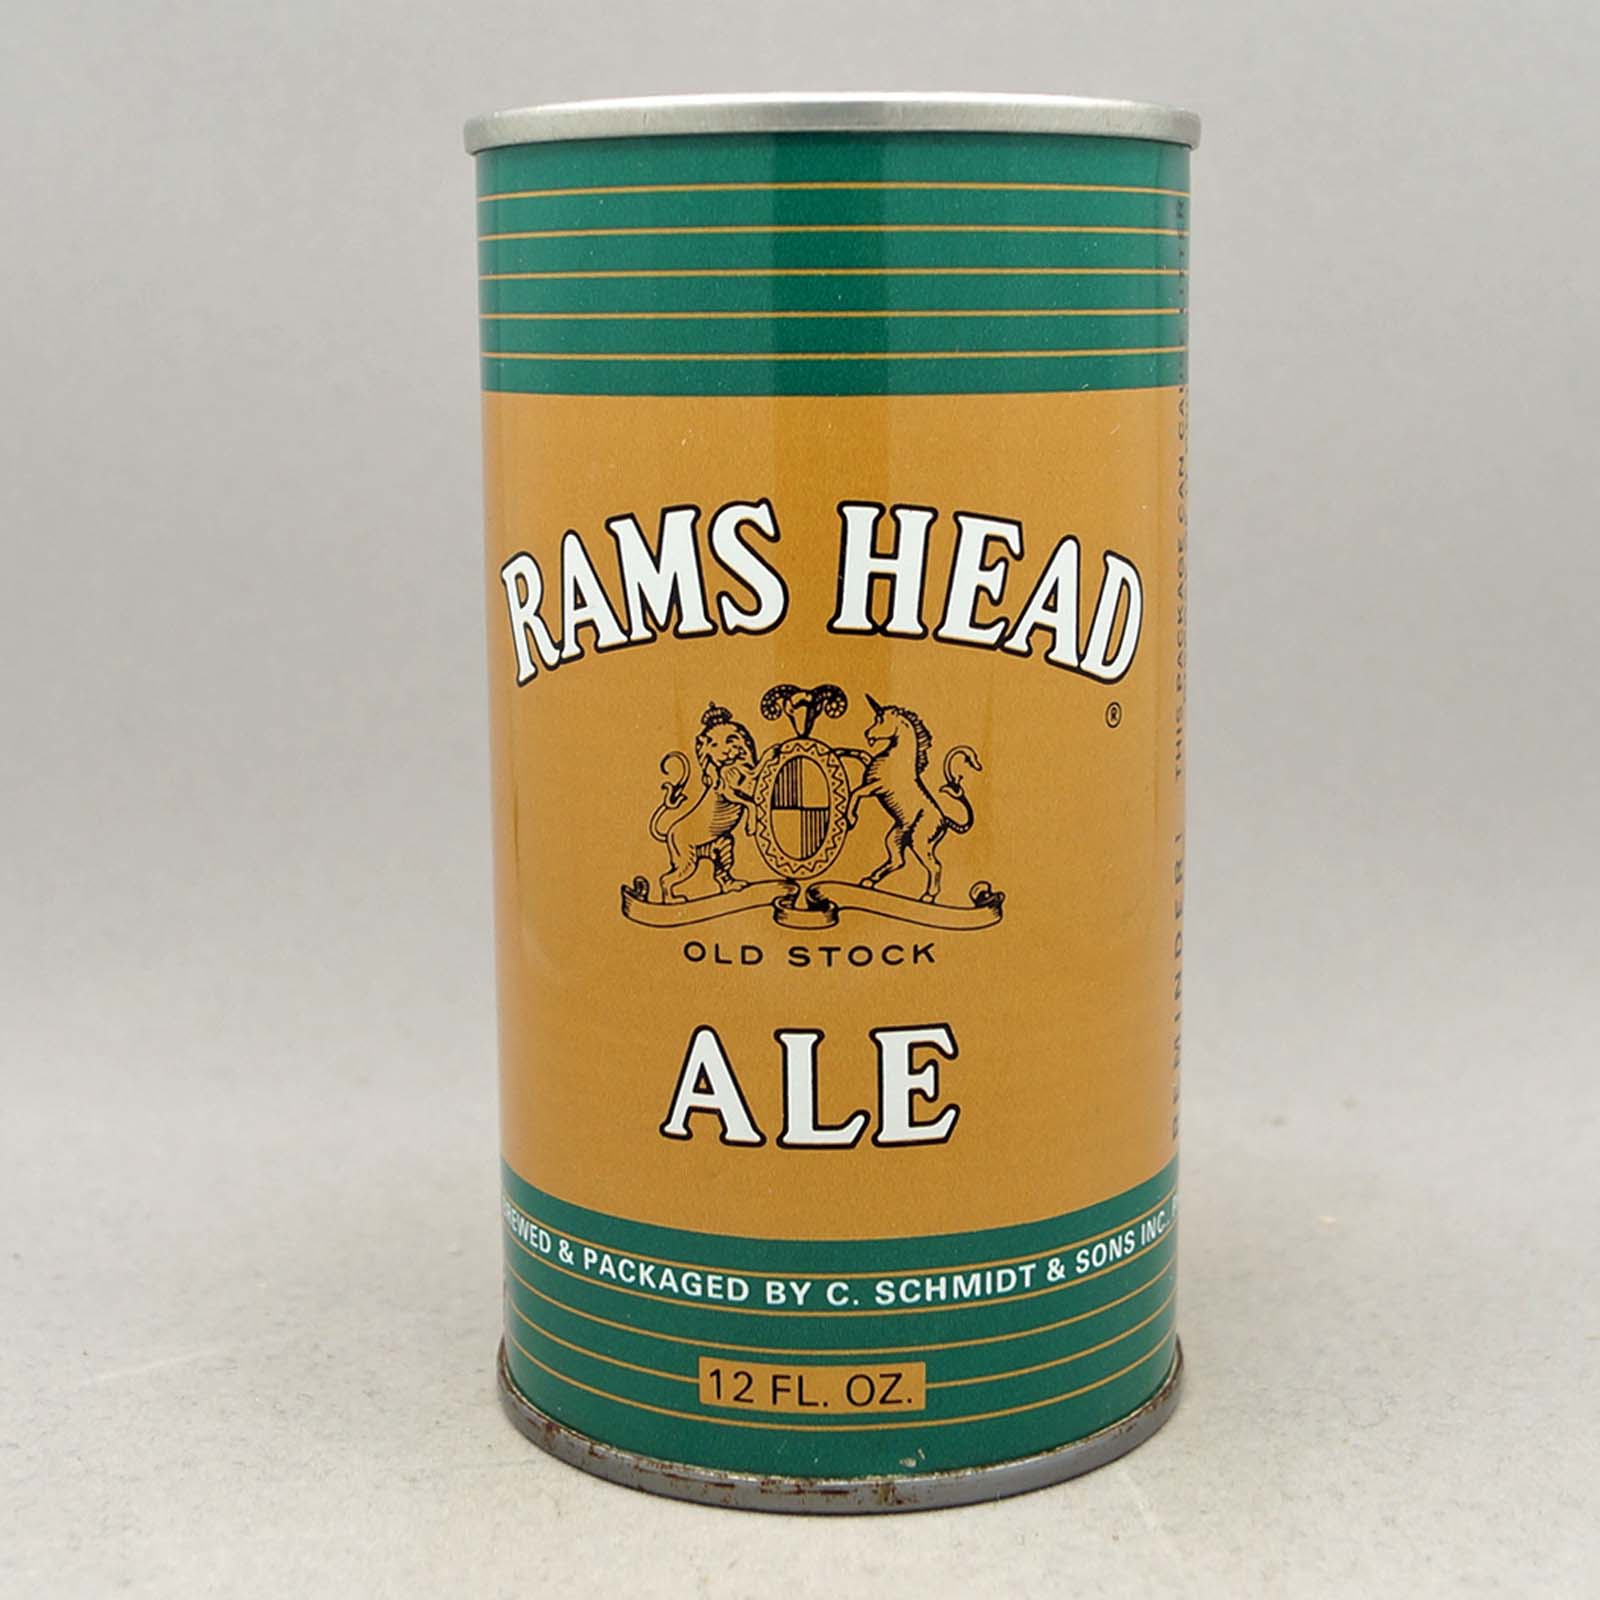 RAMS HEAD
®
OLD STOCK
ALE
BREWED & PACKAGED BY C. SCHMIDT & SONS INC.
12 FL. OZ.
REMINDER! THIS PACKAGE CAN CAUSE